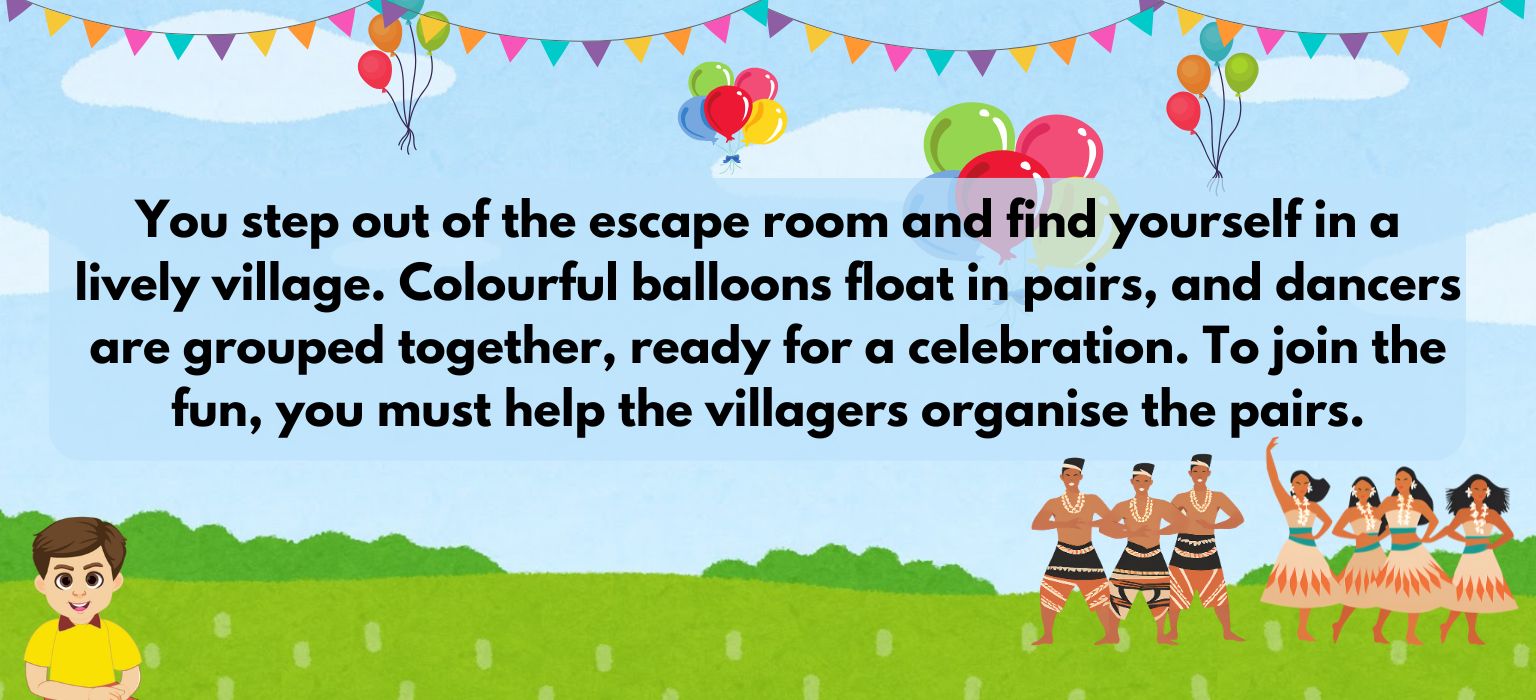 You step out of the escape room and find yourself in a
lively village. Colourful balloons float in pairs, and dancers
are grouped together, ready for a celebration. To join the
fun, you must help the villagers organise the pairs.